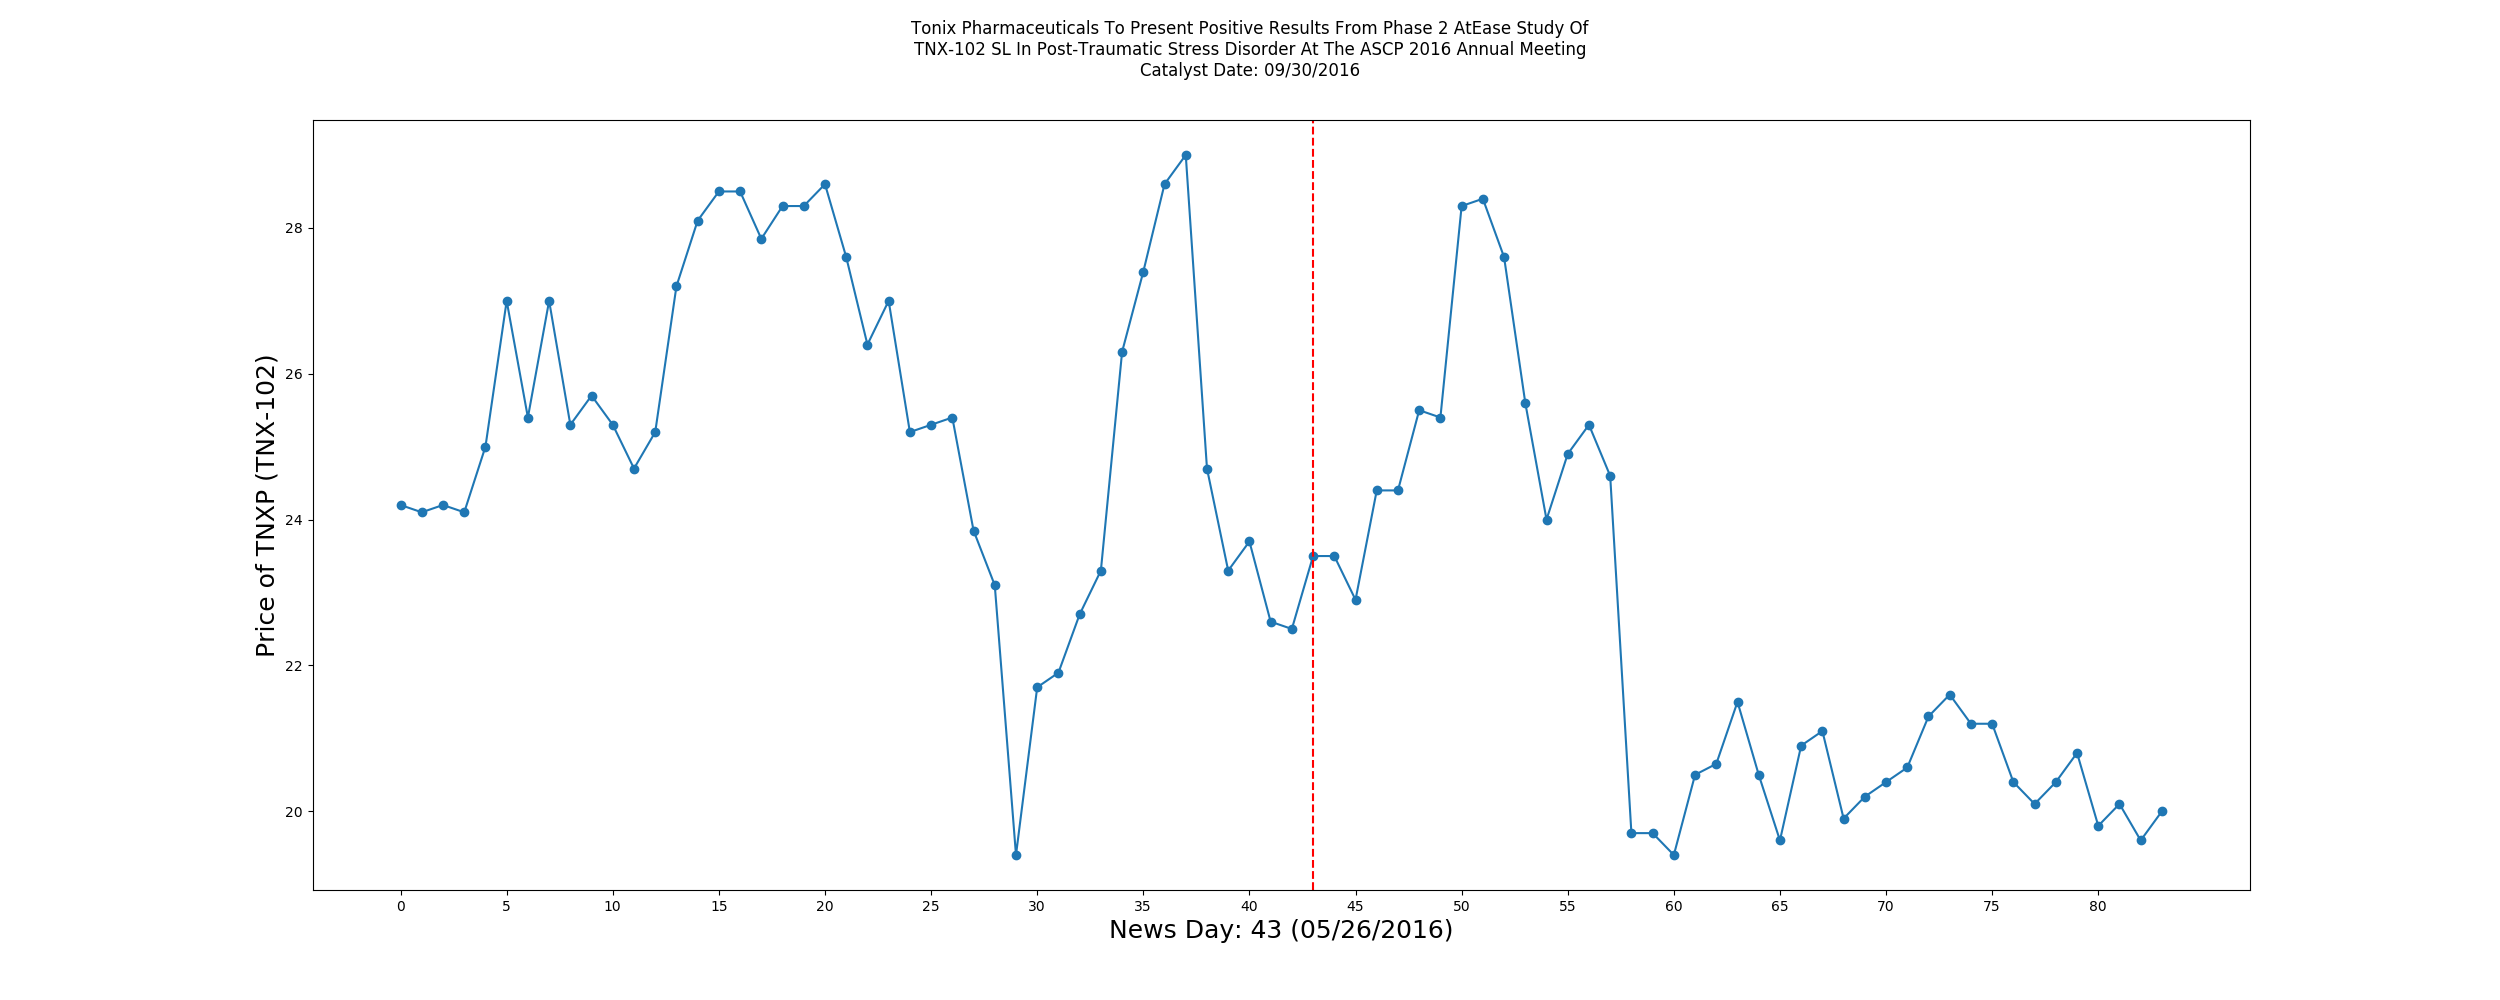 Tonix Pharmaceuticals To Present Positive Results From Phase 2 AtEase Study Of
TNX-102 SL In Post-Traumatic Stress Disorder At The ASCP 2016 Annual Meeting
Catalyst Date: 09/30/2016
Price of TNXP (TNX-102)
28
26
24
22
20
0 5 10 15 20 25 30 35 40 45 50 55 60 65 70 75 80
News Day: 43 (05/26/2016)